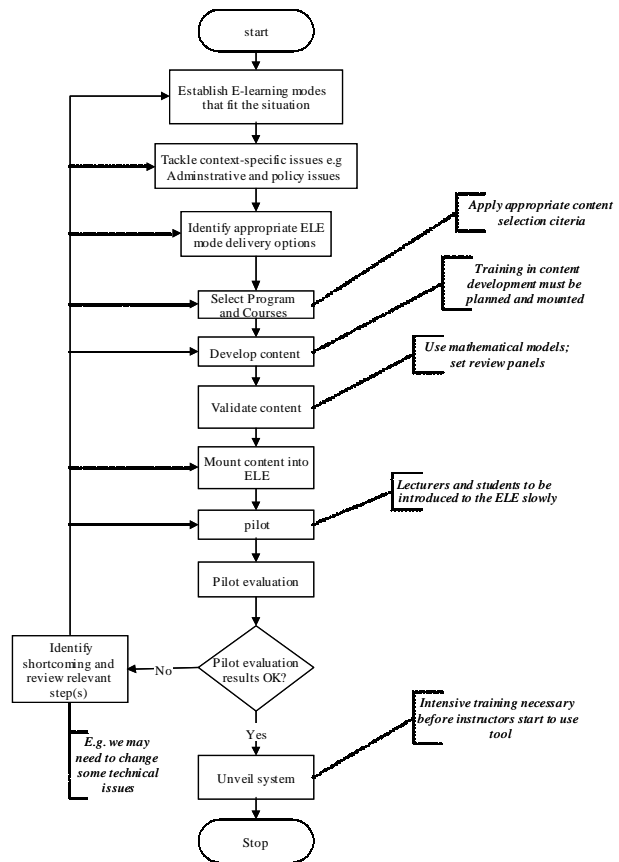 start
Establish E-learning modes
that fit the situation
Tackle context-specific issues e.g
Adminstrative and policy issues
Identify appropriate ELE
mode delivery options
Apply appropriate content
selection criteria
Select Program
and Courses
Training in content
development must be
planned and mounted
Develop content
Use mathematical models;
set review panels
Validate content
Mount content into
ELE
Lecturers and students to be
introduced to the ELE slowly
pilot
Pilot evaluation
Pilot evaluation
results OK?
No
Identify
shortcoming and
review relevant
step(s)
E.g. we may
need to change
some technical
issues
Yes
Intensive training necessary
before instructors start to use
tool
Unveil system
Stop